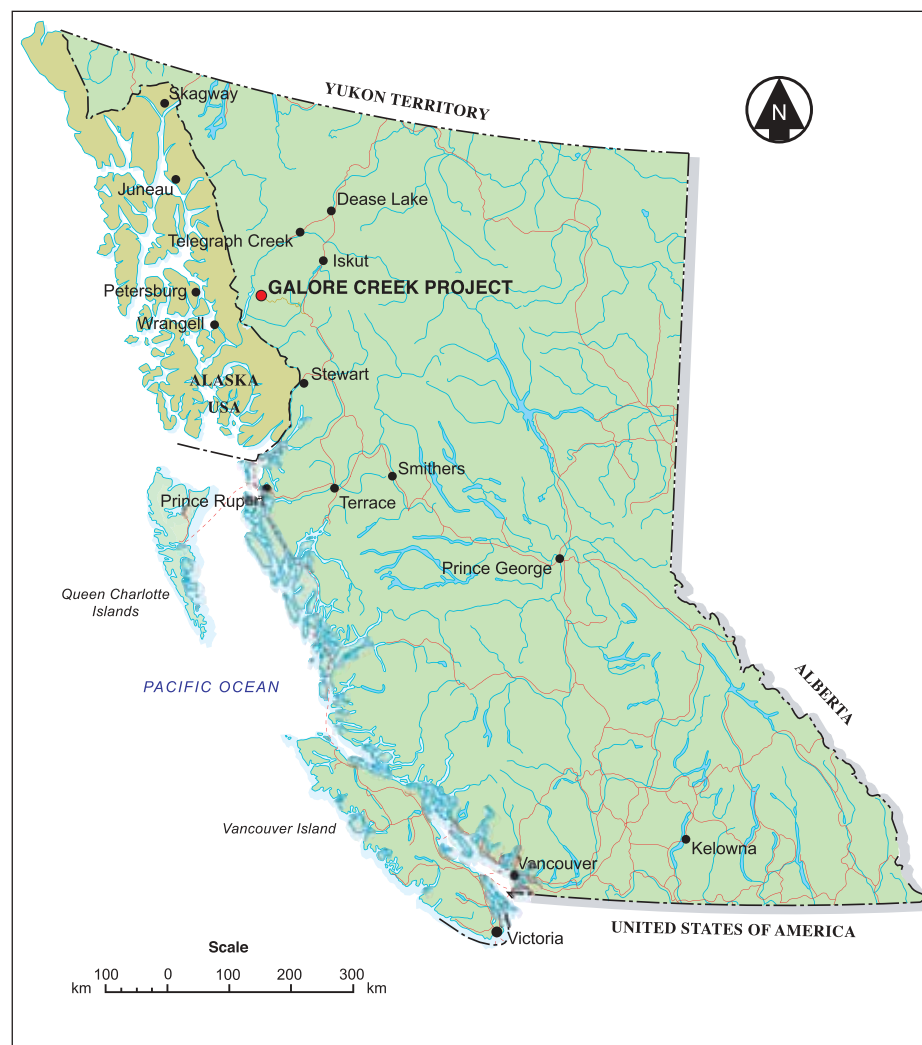 YUKON TERRITORY
N
Skagway
Juneau
Dease Lake
Telegraph Creek
Iskut
GALORE CREEK PROJECT
Petersburg
Wrangell
Stewart
ALASKA
USA
Smithers
Prince Rupert
Terrace
Prince George
Queen Charlotte
Islands
PACIFIC OCEAN
ALBERTA
Vancouver Island
Kelowna
Vancouver
UNITED STATES OF AMERICA
Victoria
Scale
100 0 100 200 300
km km